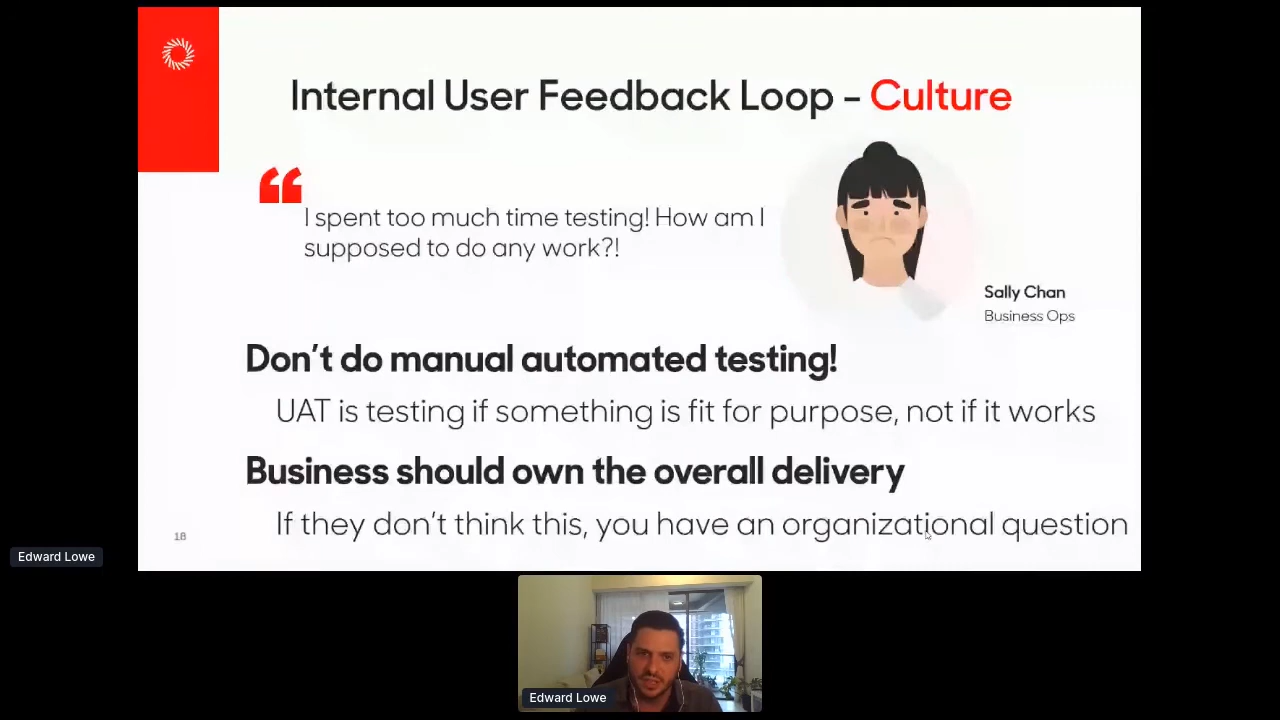 Internal User Feedback Loop - Culture
“
I spent too much time testing! How am I
supposed to do any work?!
Sally Chan
Business Ops
Don't do manual automated testing!
UAT is testing if something is fit for purpose, not if it works
Business should own the overall delivery
If they don't think this, you have an organizational question
18
Edward Lowe
Edward Lowe